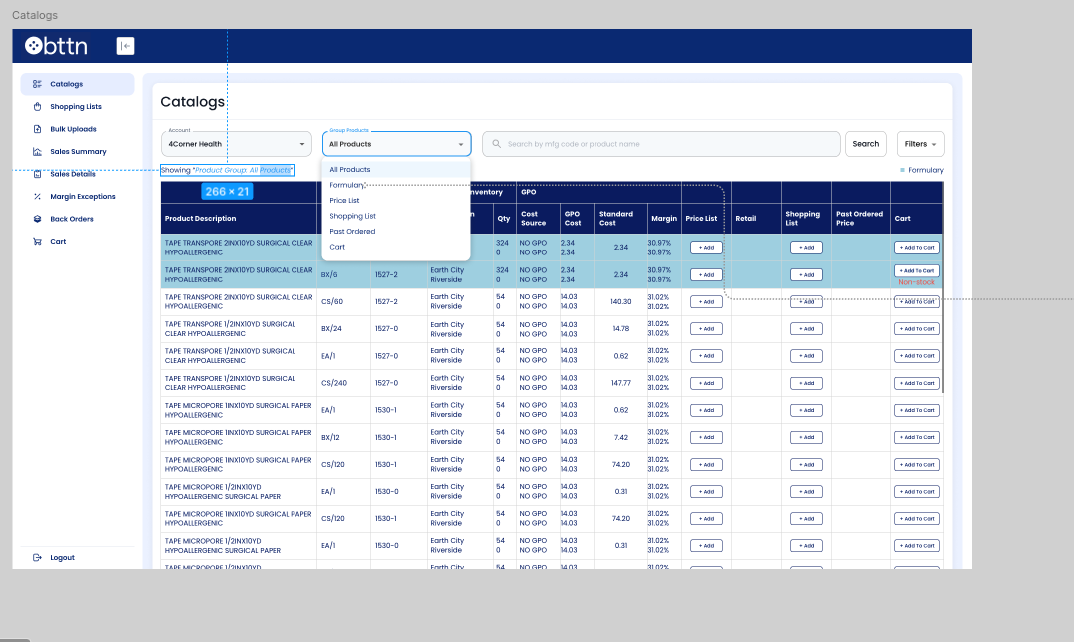 Catalogs
bttn
Catalogs
Shopping Lists
Bulk Uploads
Sales Summary
Sales Details
Margin Exceptions
Back Orders
Cart
Logout
Catalogs
Account
4Corner Health
Group Products
All Products
Search by mfg code or product name
Search
Filters
Showing "Product Group: All Products"
Formulary
266 × 21
All Products
Formulary
Price List
Shopping List
Past Ordered
Cart
GPO
Product Description
Qty
Cost Source
GPO Cost
Standard Cost
Margin
Price List
Retail
Shopping List
Past Ordered Price
Cart
TAPE TRANSPORE 2INX10YD SURGICAL CLEAR HYPOALLERGENIC
324 0
NO GPO NO GPO
2.34 2.34
2.34
30.97% 30.97%
+ Add
+ Add
+ Add To Cart
TAPE TRANSPORE 2INX10YD SURGICAL CLEAR HYPOALLERGENIC
BX/6
1527-2
Earth City Riverside
324 0
NO GPO NO GPO
2.34 2.34
2.34
30.97% 30.97%
+ Add
+ Add
+ Add To Cart
Non-stock
TAPE TRANSPORE 2INX10YD SURGICAL CLEAR HYPOALLERGENIC
CS/60
1527-2
Earth City Riverside
54 0
NO GPO NO GPO
14.03 14.03
140.30
31.02% 31.02%
+ Add
+ Add
+ Add To Cart
TAPE TRANSPORE 1/2INX10YD SURGICAL CLEAR HYPOALLERGENIC
BX/24
1527-0
Earth City Riverside
54 0
NO GPO NO GPO
14.03 14.03
14.78
31.02% 31.02%
+ Add
+ Add
+ Add To Cart
TAPE TRANSPORE 1/2INX10YD SURGICAL CLEAR HYPOALLERGENIC
EA/1
1527-0
Earth City Riverside
54 0
NO GPO NO GPO
14.03 14.03
0.62
31.02% 31.02%
+ Add
+ Add
+ Add To Cart
TAPE TRANSPORE 1/2INX10YD SURGICAL CLEAR HYPOALLERGENIC
CS/240
1527-0
Earth City Riverside
54 0
NO GPO NO GPO
14.03 14.03
147.77
31.02% 31.02%
+ Add
+ Add
+ Add To Cart
TAPE MICROPORE 1INX10YD SURGICAL PAPER HYPOALLERGENIC
EA/1
1530-1
Earth City Riverside
54 0
NO GPO NO GPO
14.03 14.03
0.62
31.02% 31.02%
+ Add
+ Add
+ Add To Cart
TAPE MICROPORE 1INX10YD SURGICAL PAPER HYPOALLERGENIC
BX/12
1530-1
Earth City Riverside
54 0
NO GPO NO GPO
14.03 14.03
7.42
31.02% 31.02%
+ Add
+ Add
+ Add To Cart
TAPE MICROPORE 1INX10YD SURGICAL PAPER HYPOALLERGENIC
CS/120
1530-1
Earth City Riverside
54 0
NO GPO NO GPO
14.03 14.03
74.20
31.02% 31.02%
+ Add
+ Add
+ Add To Cart
TAPE MICROPORE 1/2INX10YD HYPOALLERGENIC SURGICAL PAPER
EA/1
1530-0
Earth City Riverside
54 0
NO GPO NO GPO
14.03 14.03
0.31
31.02% 31.02%
+ Add
+ Add
+ Add To Cart
TAPE MICROPORE 1INX10YD SURGICAL PAPER HYPOALLERGENIC
CS/120
1530-1
Earth City Riverside
54 0
NO GPO NO GPO
14.03 14.03
74.20
31.02% 31.02%
+ Add
+ Add
+ Add To Cart
TAPE MICROPORE 1/2INX10YD HYPOALLERGENIC SURGICAL PAPER
EA/1
1530-0
Earth City Riverside
54 0
NO GPO NO GPO
14.03 14.03
0.31
31.02% 31.02%
+ Add
+ Add
+ Add To Cart
TAPE MICROPORE 1/2INX10YD
Earth City
54
NO GPO
14.03
31.02%